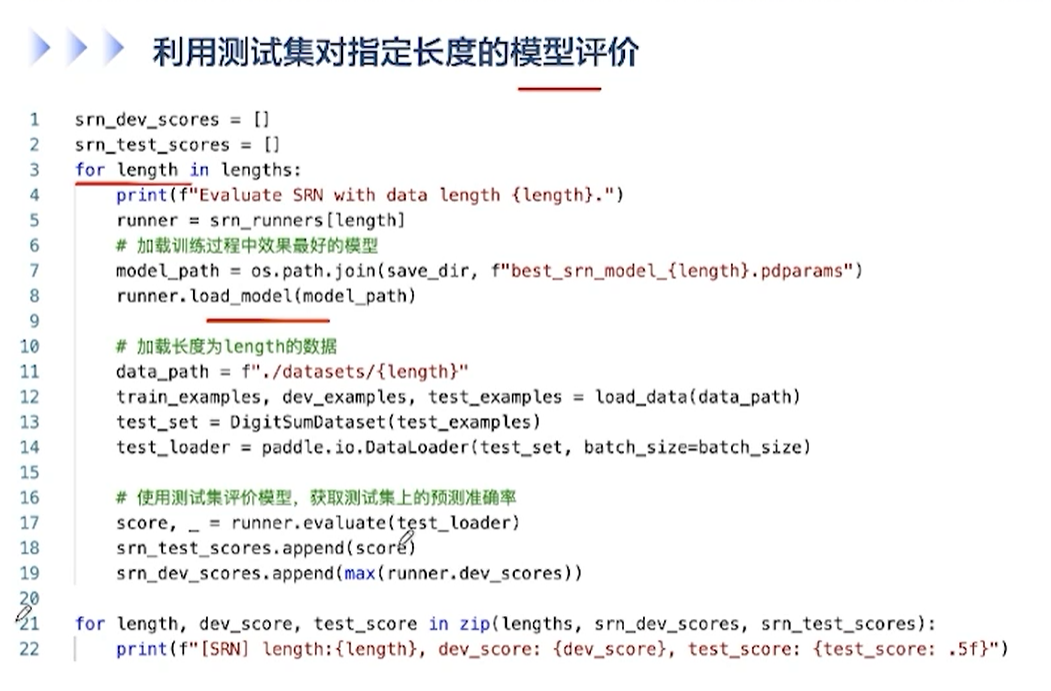 利用测试集对指定长度的模型评价
1 srn_dev_scores = []
2 srn_test_scores = []
3 for length in lengths:
4     print(f"Evaluate SRN with data length {length}.")
5     runner = srn_runners[length]
6     # 加载训练过程中效果最好的模型
7     model_path = os.path.join(save_dir, f"best_srn_model_{length}.pdparams")
8     runner.load_model(model_path)
9
10     # 加载长度为length的数据
11     data_path = f"./datasets/{length}"
12     train_examples, dev_examples, test_examples = load_data(data_path)
13     test_set = DigitSumDataset(test_examples)
14     test_loader = paddle.io.DataLoader(test_set, batch_size=batch_size)
15
16     # 使用测试集评价模型，获取测试集上的预测准确率
17     score, _ = runner.evaluate(test_loader)
18     srn_test_scores.append(score)
19     srn_dev_scores.append(max(runner.dev_scores))
20
21 for length, dev_score, test_score in zip(lengths, srn_dev_scores, srn_test_scores):
22     print(f"[SRN] length:{length}, dev_score: {dev_score}, test_score: {test_score: .5f}")